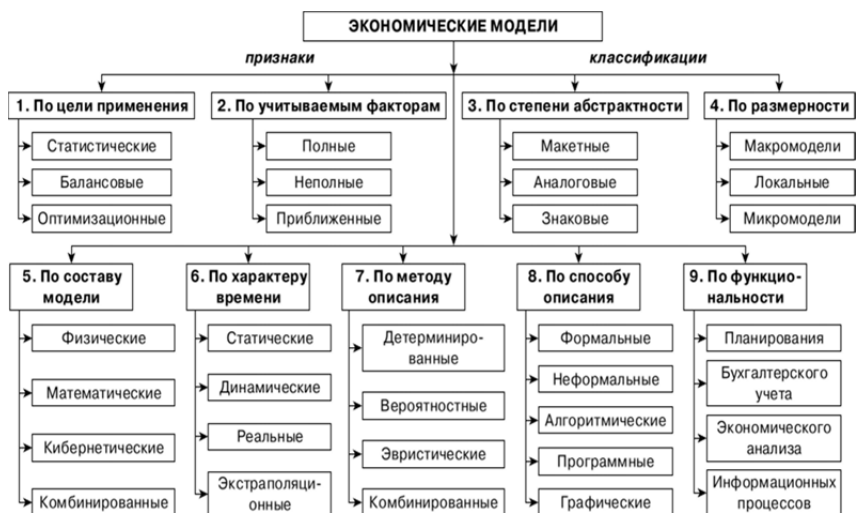 ЭКОНОМИЧЕСКИЕ МОДЕЛИ
признаки
классификации
1. По цели применения
Статистические
Балансовые
Оптимизационные
2. По учитываемым факторам
Полные
Неполные
Приближенные
3. По степени абстрактности
Макетные
Аналоговые
Знаковые
4. По размерности
Макромодели
Локальные
Микромодели
5. По составу
модели
Физические
Математические
Кибернетические
Комбинированные
6. По характеру
времени
Статические
Динамические
Реальные
Экстраполяци-
онные
7. По методу
описания
Детерминиро-
ванные
Вероятностные
Эвристические
Комбинированные
8. По способу
описания
Формальные
Неформальные
Алгоритмические
Программные
Графические
9. По функцио-
нальности
Планирования
Бухгалтерского
учета
Экономического
анализа
Информационных
процессов